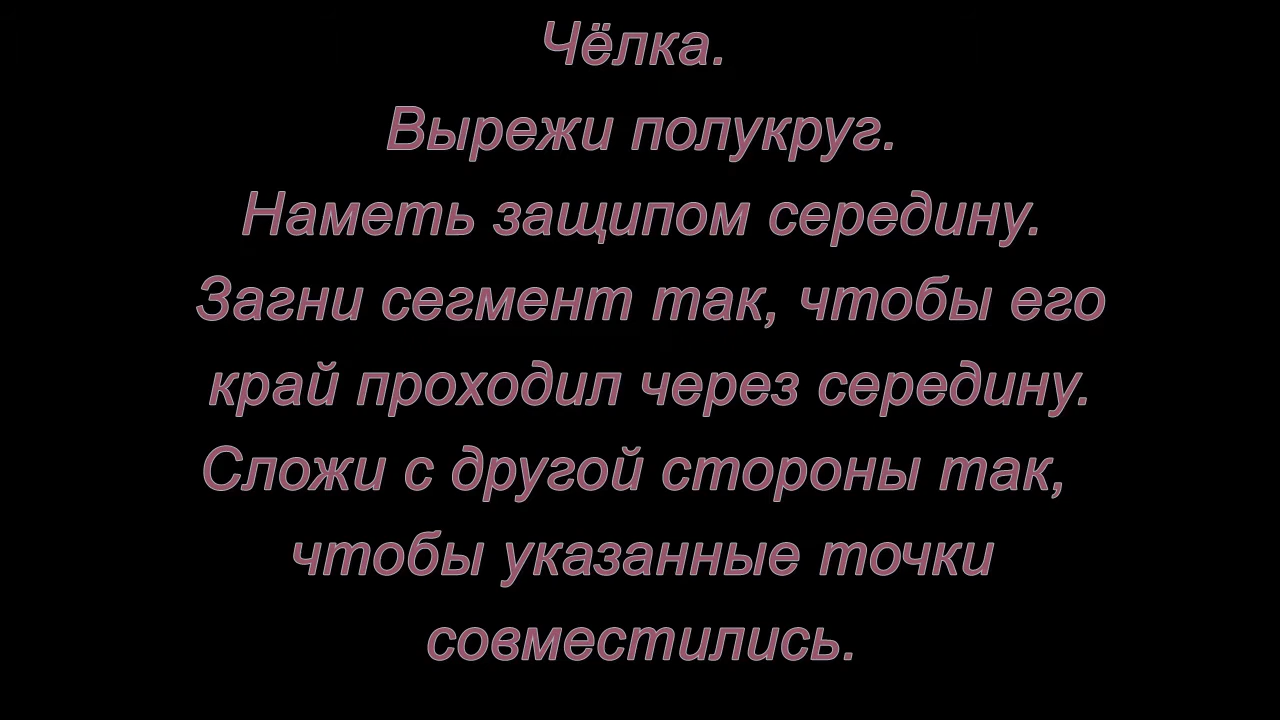 Чёлка.
Вырежи полукруг.
Наметь защипом середину.
Загни сегмент так, чтобы его
край проходил через середину.
Сложи с другой стороны так,
чтобы указанные точки
совместились.